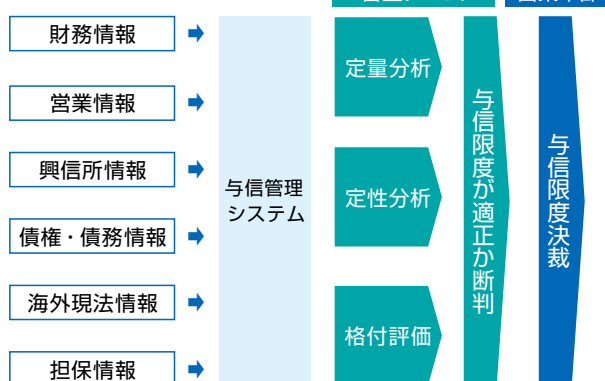 財務情報
営業情報
興信所情報
債権・債務情報
海外現法情報
担保情報
与信管理
システム
定量分析
定性分析
格付評価
与信限度が適正か断判
与信限度決裁